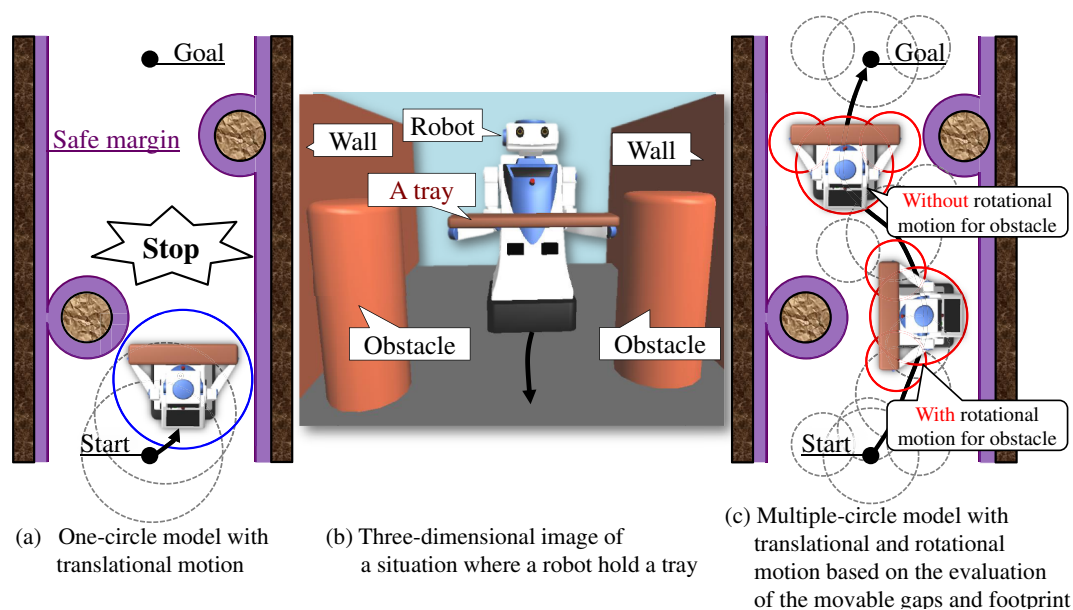 Goal
Safe margin
Stop
Start
(a) One-circle model with
translational motion
Wall
Robot
Wall
A tray
Obstacle
Obstacle
(b) Three-dimensional image of
a situation where a robot hold a tray
Goal
Without rotational
motion for obstacle
With rotational
motion for obstacle
Start
(c) Multiple-circle model with
translational and rotational
motion based on the evaluation
of the movable gaps and footprint